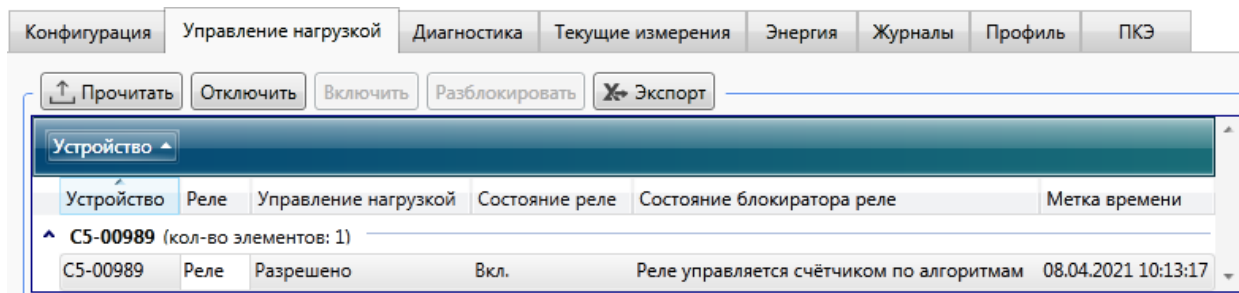 Конфигурация Управление нагрузкой Диагностика Текущие измерения Энергия Журналы Профиль ПКЭ
Прочитать Отключить Включить Разблокировать Экспорт
Устройство
Устройство Реле Управление нагрузкой Состояние реле Состояние блокиратора реле Метка времени
С5-00989 (кол-во элементов: 1)
С5-00989 Реле Разрешено Вкл. Реле управляется счётчиком по алгоритмам 08.04.2021 10:13:17